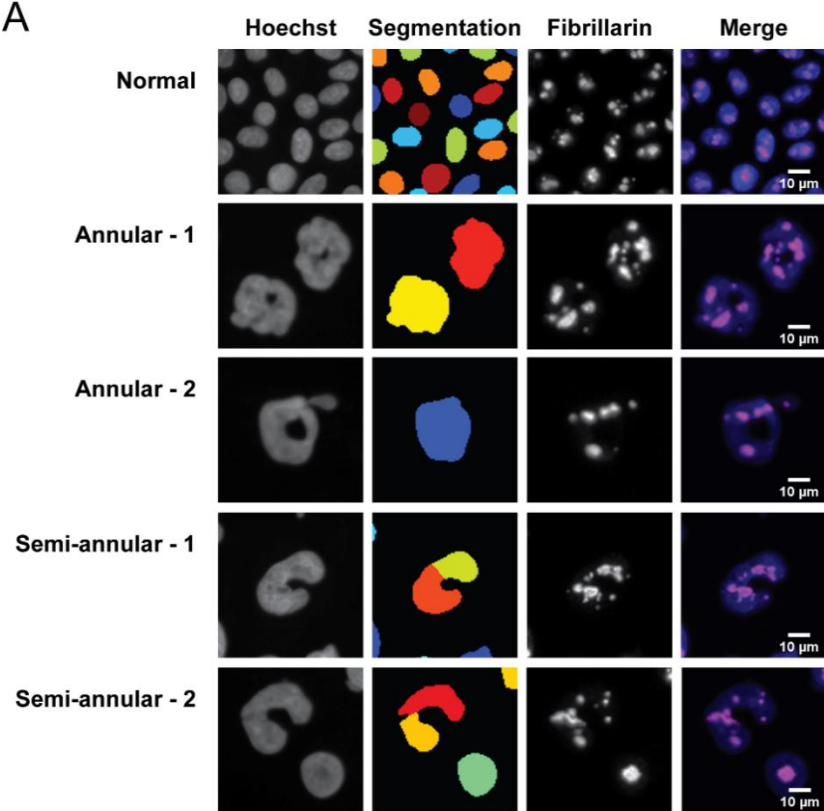 A
Hoechst Segmentation Fibrillarin Merge
Normal
10 µm
Annular - 1
10 µm
Annular - 2
10 µm
Semi-annular - 1
10 µm
Semi-annular - 2
10 µm